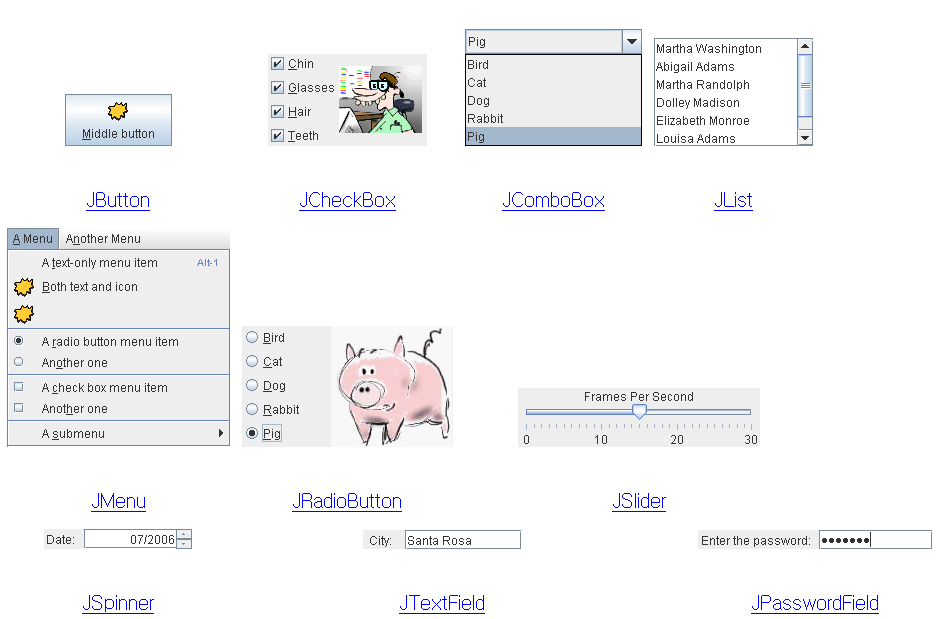 Middle button
Chin
Glasses
Hair
Teeth
Pig
Bird
Cat
Dog
Rabbit
Pig
Martha Washington
Abigail Adams
Martha Randolph
Dolley Madison
Elizabeth Monroe
Louisa Adams
JButton
JCheckBox
JComboBox
JList
A Menu Another Menu
A text-only menu item Alt-1
Both text and icon
A radio button menu item
Another one
A check box menu item
Another one
A submenu
Bird
Cat
Dog
Rabbit
Pig
Frames Per Second
0 10 20 30
JMenu
JRadioButton
JSlider
Date: 07/2006
City: Santa Rosa
Enter the password: •••••••
JSpinner
JTextField
JPasswordField